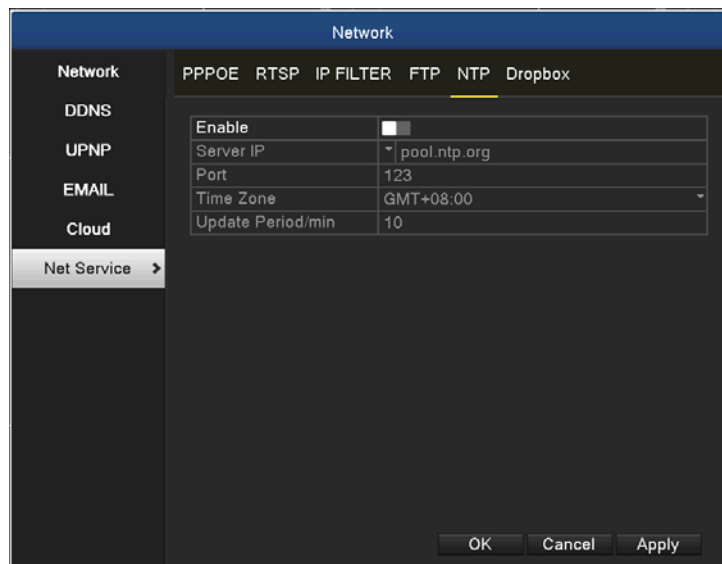 Network
Network
DDNS
UPNP
EMAIL
Cloud
Net Service
PPPOE RTSP IP FILTER FTP NTP Dropbox
Enable
Server IP pool.ntp.org
Port 123
Time Zone GMT+08:00
Update Period/min 10
OK Cancel Apply